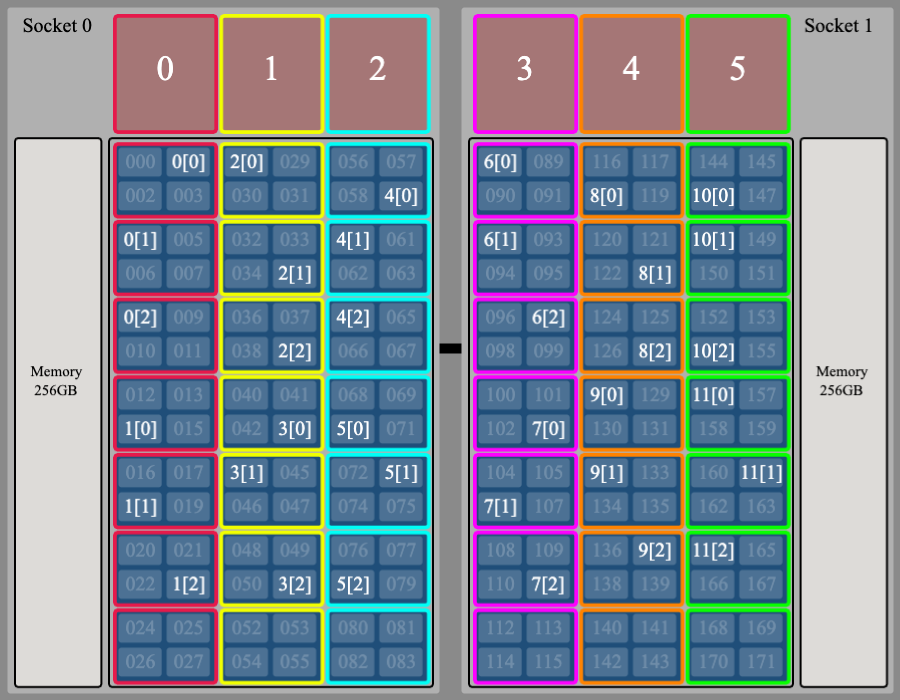 Socket 0 0 1 2 3 4 5 Socket 1
000 0[0] 2[0] 029 056 057 6[0] 089 116 117 144 145
002 003 030 031 058 4[0] 090 091 8[0] 119 10[0] 147
0[1] 005 032 033 4[1] 061 6[1] 093 120 121 10[1] 149
006 007 034 2[1] 062 063 094 095 122 8[1] 150 151
0[2] 009 036 037 4[2] 065 096 6[2] 124 125 152 153
010 011 038 2[2] 066 067 098 099 126 8[2] 10[2] 155
Memory 256GB
Memory 256GB
012 013 040 041 068 069 100 101 9[0] 129 11[0] 157
1[0] 015 042 3[0] 5[0] 071 102 7[0] 130 131 158 159
016 017 3[1] 045 072 5[1] 104 105 9[1] 133 160 11[1]
1[1] 019 046 047 074 075 7[1] 107 134 135 162 163
020 021 048 049 076 077 108 109 136 9[2] 11[2] 165
022 1[2] 050 3[2] 5[2] 079 110 7[2] 138 139 166 167
024 025 052 053 080 081 112 113 140 141 168 169
026 027 054 055 082 083 114 115 142 143 170 171